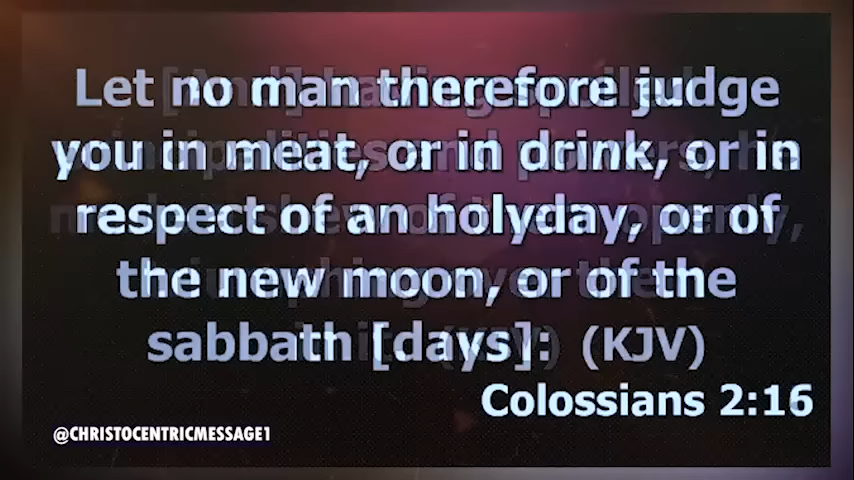 Let no man therefore judge
you in meat, or in drink, or in
respect of an holyday, or of
the new moon, or of the
sabbath [days]: (KJV)
Colossians 2:16
@CHRISTOCENTRICMESSAGE1